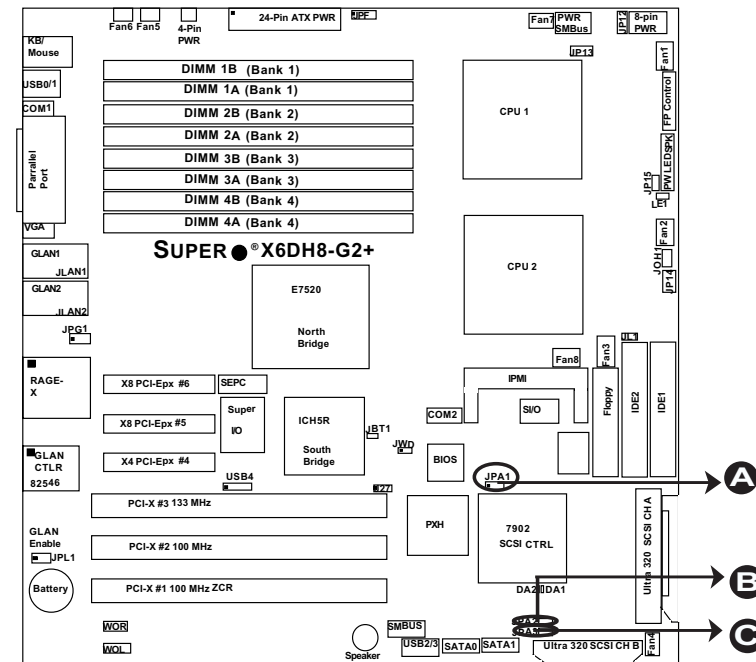 Fan6 Fan5
4-Pin
PWR
24-Pin ATX PWR
JPF
Fan7
PWR
SMBus
JP12
8-pin
PWR
JP13
KB/
Mouse
USB0/1
COM1
Parrallel
Port
VGA
GLAN1
JLAN1
GLAN2
JLAN2
JPG1
DIMM 1B (Bank 1)
DIMM 1A (Bank 1)
DIMM 2B (Bank 2)
DIMM 2A (Bank 2)
DIMM 3B (Bank 3)
DIMM 3A (Bank 3)
DIMM 4B (Bank 4)
DIMM 4A (Bank 4)
SUPER ● ® X6DH8-G2+
CPU 1
CPU 2
Fan1
FP Control
PW LED SPK
JP15
LE1
Fan2
JOH1
JP14
E7520
North
Bridge
JL1
Fan3
Fan8
IPMI
Floppy
IDE2
IDE1
RAGE-
X
X8 PCI-Epx #6
SEPC
X8 PCI-Epx #5
Super
I/O
ICH5R
South
Bridge
JBT1
COM2
SI/O
X4 PCI-Epx #4
JWD
BIOS
GLAN
CTLR
82546
USB4
JPA1
A
PCI-X #3 133 MHz
PXH
7902
SCSI CTRL
Ultra 320 SCSI CH A
GLAN
Enable
JPL1
PCI-X #2 100 MHz
Battery
PCI-X #1 100 MHz ZCR
DA2 DA1
B
JPA2
JPA3
C
WOR
WOL
Speaker
SMBUS
USB2/3
SATA0
SATA1
Ultra 320 SCSI CH B
Fan4